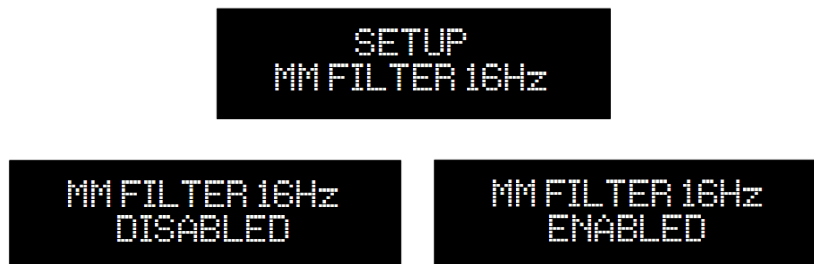 SETUP
MM FILTER 16Hz
MM FILTER 16Hz
DISABLED
MM FILTER 16Hz
ENABLED